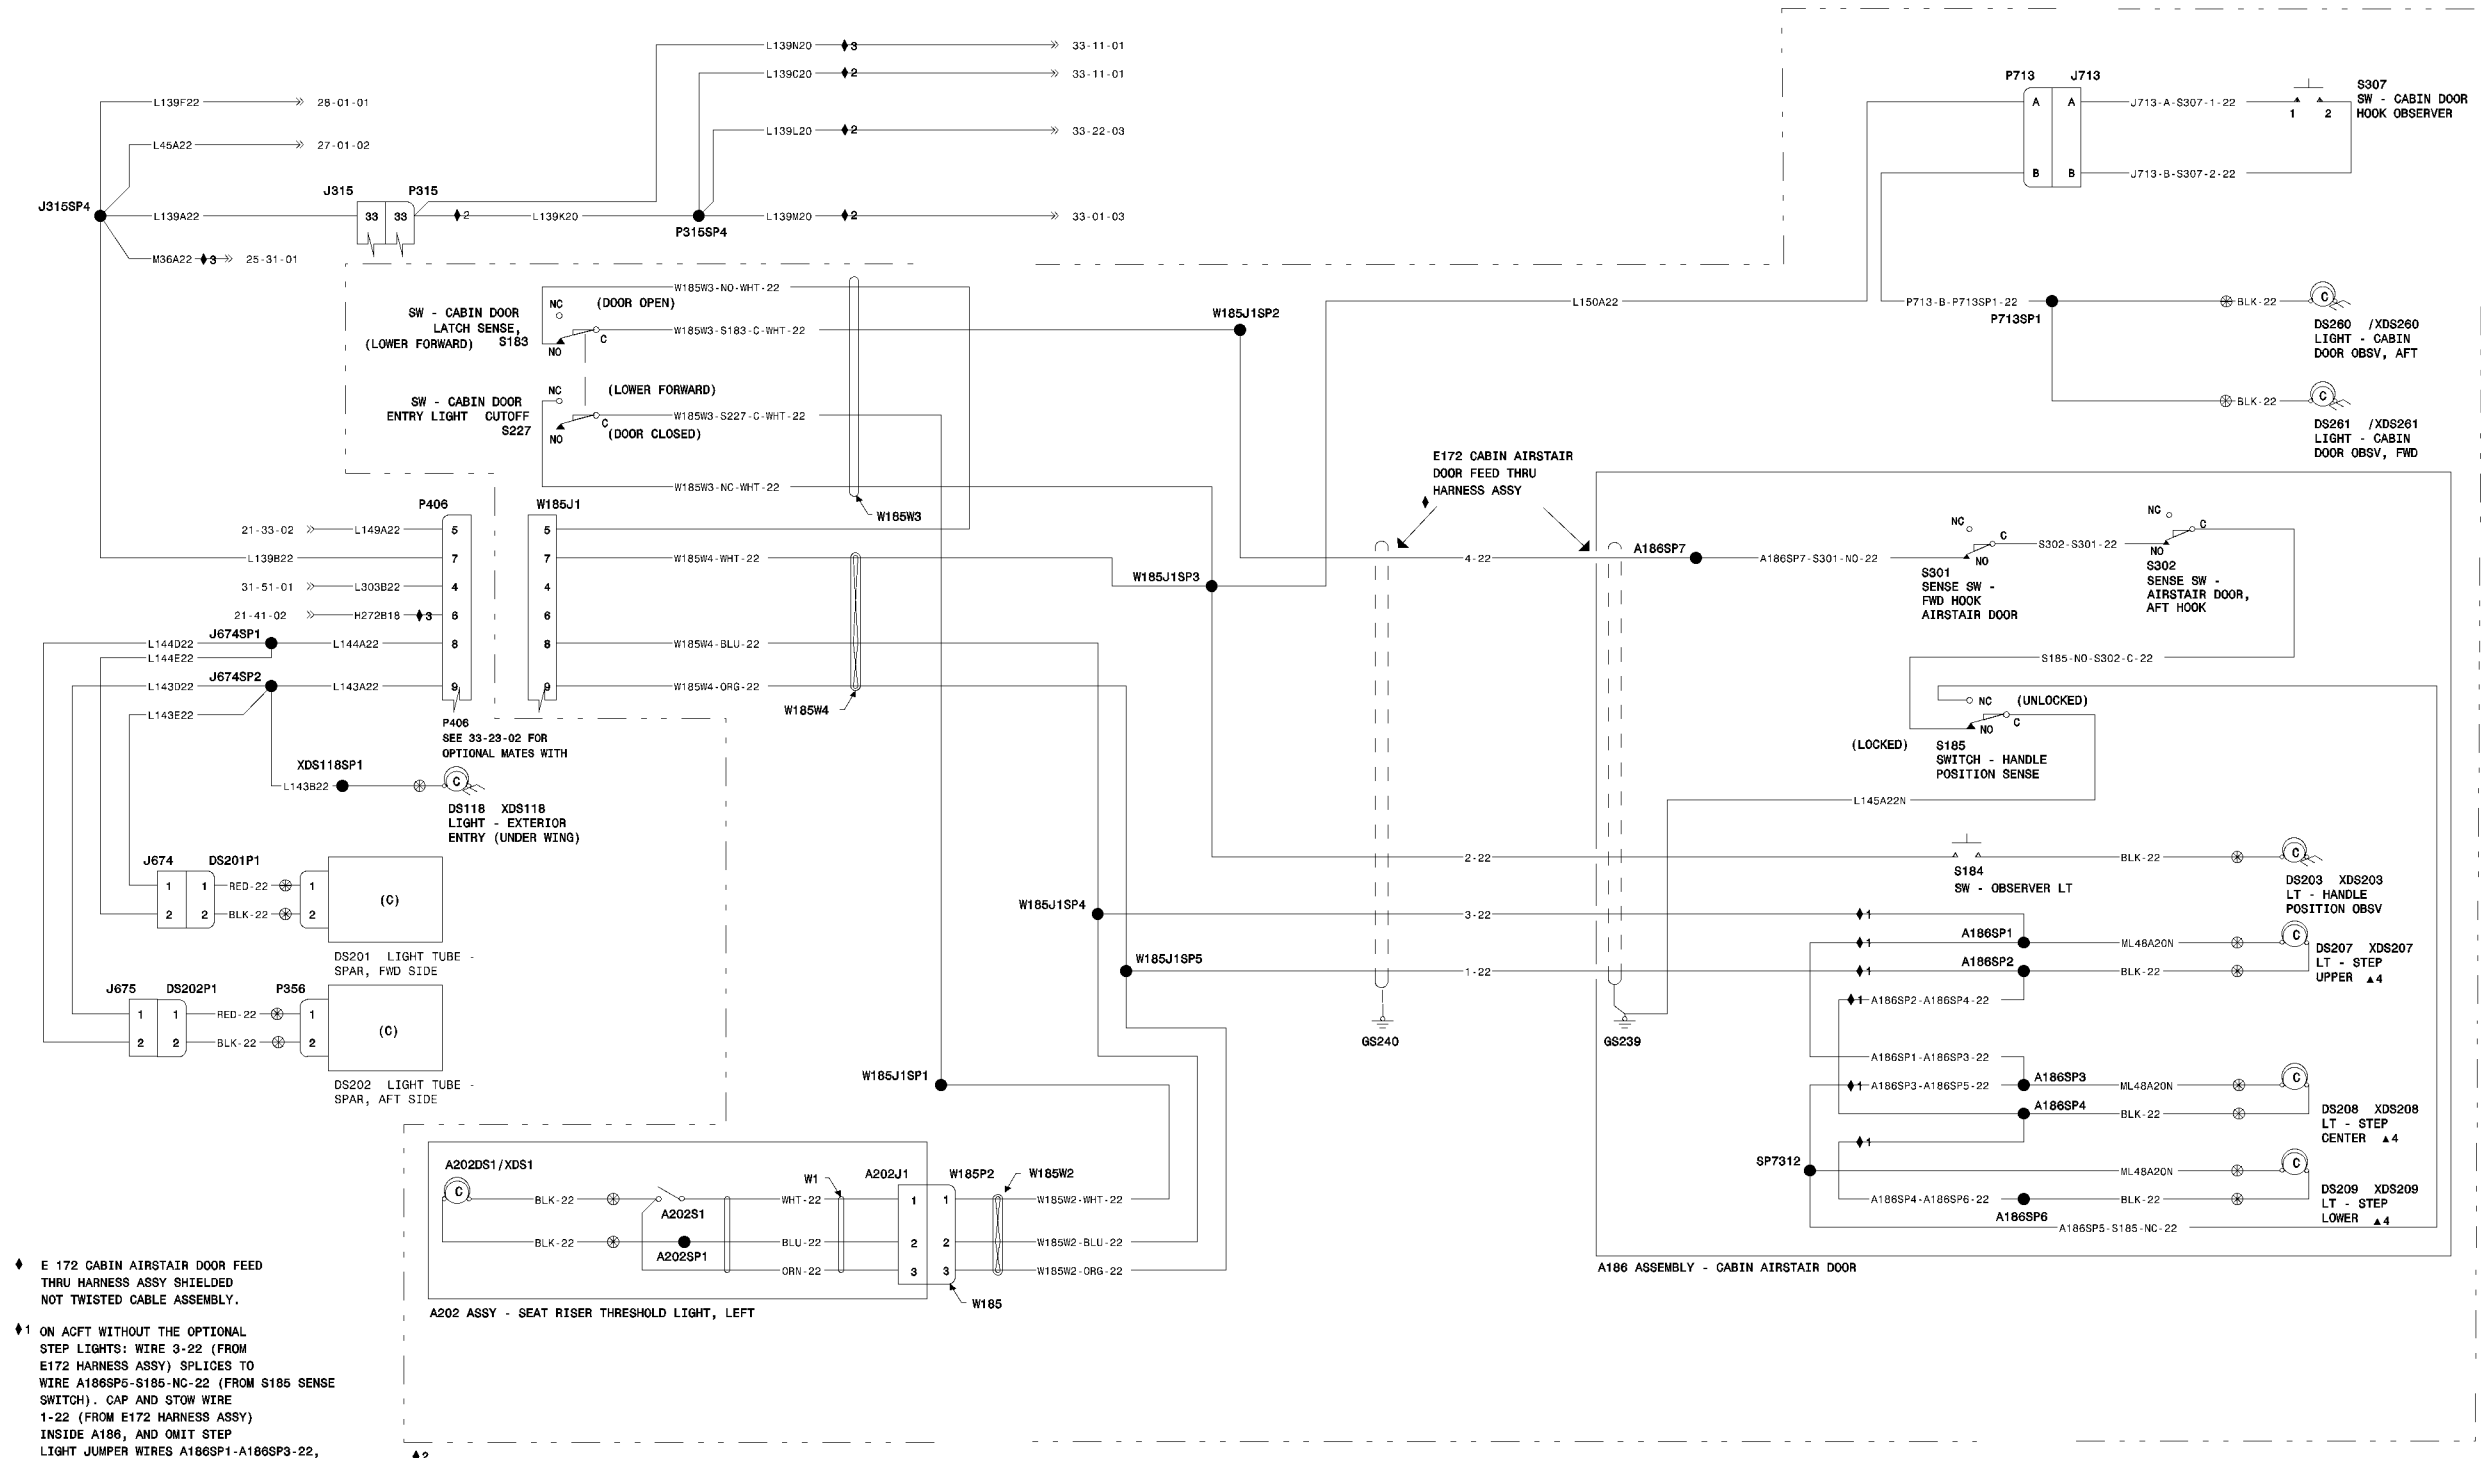 L139N20
♦3
33-11-01
L139C20
♦2
33-11-01
L139F22
28-01-01
L139L20
♦2
33-22-03
L45A22
27-01-02
J315SP4
L139A22
J315
P315
33
33
♦2
L139K20
P315SP4
L139M20
♦2
33-01-03
M36A22
♦3
25-31-01
P713
J713
A
A
J713-A-S307-1-22
1
2
S307
SW - CABIN DOOR
HOOK OBSERVER
B
B
J713-B-S307-2-22
W185W3-NO-WHT-22
NC
(DOOR OPEN)
SW - CABIN DOOR
LATCH SENSE,
(LOWER FORWARD)
S183
W185W3-S183-C-WHT-22
C
NO
W185J1SP2
L150A22
P713-B-P713SP1-22
P713SP1
BLK-22
C
DS260 /XDS260
LIGHT - CABIN
DOOR OBSV, AFT
NC
(LOWER FORWARD)
SW - CABIN DOOR
ENTRY LIGHT CUTOFF
S227
W185W3-S227-C-WHT-22
C
(DOOR CLOSED)
NO
BLK-22
C
DS261 /XDS261
LIGHT - CABIN
DOOR OBSV, FWD
W185W3-NC-WHT-22
W185W3
E172 CABIN AIRSTAIR
DOOR FEED THRU
HARNESS ASSY
♦
P406
W185J1
21-33-02
L149A22
5
5
L139B22
7
7
W185W4-WHT-22
31-51-01
L303B22
4
4
21-41-02
H272B18
♦3
6
6
W185J1SP3
J674SP1
L144D22
L144A22
8
8
W185W4-BLU-22
L144E22
J674SP2
L143D22
L143A22
9
9
W185W4-ORG-22
W185W4
L143E22
P406
SEE 33-23-02 FOR
OPTIONAL MATES WITH
4-22
A186SP7
A186SP7-S301-NO-22
NC
C
NO
S301
SENSE SW -
FWD HOOK
AIRSTAIR DOOR
S302-S301-22
NC
C
NO
S302
SENSE SW -
AIRSTAIR DOOR,
AFT HOOK
S185-NO-S302-C-22
NC
(UNLOCKED)
C
NO
(LOCKED)
S185
SWITCH - HANDLE
POSITION SENSE
L145A22N
XDS118SP1
L143B22
C
DS118 XDS118
LIGHT - EXTERIOR
ENTRY (UNDER WING)
J674
DS201P1
1
1
RED-22
1
2
2
BLK-22
2
(C)
DS201 LIGHT TUBE -
SPAR, FWD SIDE
J675
DS202P1
P356
1
1
RED-22
1
2
2
BLK-22
2
(C)
DS202 LIGHT TUBE -
SPAR, AFT SIDE
2-22
S184
SW - OBSERVER LT
BLK-22
C
DS203 XDS203
LT - HANDLE
POSITION OBSV
W185J1SP4
3-22
♦1
A186SP1
♦1
ML48A20N
C
DS207 XDS207
LT - STEP
UPPER ▲4
W185J1SP5
1-22
A186SP2
♦1
BLK-22
♦1
A186SP2-A186SP4-22
GS240
GS239
A186SP1-A186SP3-22
♦1
A186SP3-A186SP5-22
A186SP3
ML48A20N
C
A186SP4
BLK-22
DS208 XDS208
LT - STEP
CENTER ▲4
♦1
SP7312
ML48A20N
C
A186SP4-A186SP6-22
A186SP6
BLK-22
DS209 XDS209
LT - STEP
LOWER ▲4
A186SP5-S185-NC-22
A186 ASSEMBLY - CABIN AIRSTAIR DOOR
W185J1SP1
A202DS1/XDS1
C
BLK-22
A202S1
WHT-22
W1
A202J1
W185P2
W185W2
1
1
W185W2-WHT-22
BLK-22
A202SP1
BLU-22
2
2
W185W2-BLU-22
ORN-22
3
3
W185W2-ORG-22
W185
A202 ASSY - SEAT RISER THRESHOLD LIGHT, LEFT
♦ E 172 CABIN AIRSTAIR DOOR FEED
THRU HARNESS ASSY SHIELDED
NOT TWISTED CABLE ASSEMBLY.
♦1 ON ACFT WITHOUT THE OPTIONAL
STEP LIGHTS: WIRE 3-22 (FROM
E172 HARNESS ASSY) SPLICES TO
WIRE A186SP5-S185-NC-22 (FROM S185 SENSE
SWITCH). CAP AND STOW WIRE
1-22 (FROM E172 HARNESS ASSY)
INSIDE A186, AND OMIT STEP
LIGHT JUMPER WIRES A186SP1-A186SP3-22,
♦2